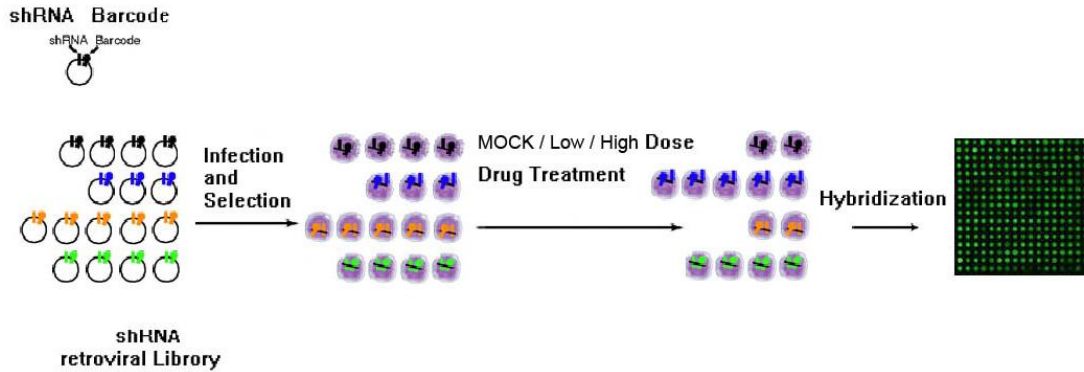 shRNA Barcode
shRNA Barcode
Infection
and
Selection
MOCK / Low / High Dose
Drug Treatment
Hybridization
shRNA
retroviral Library